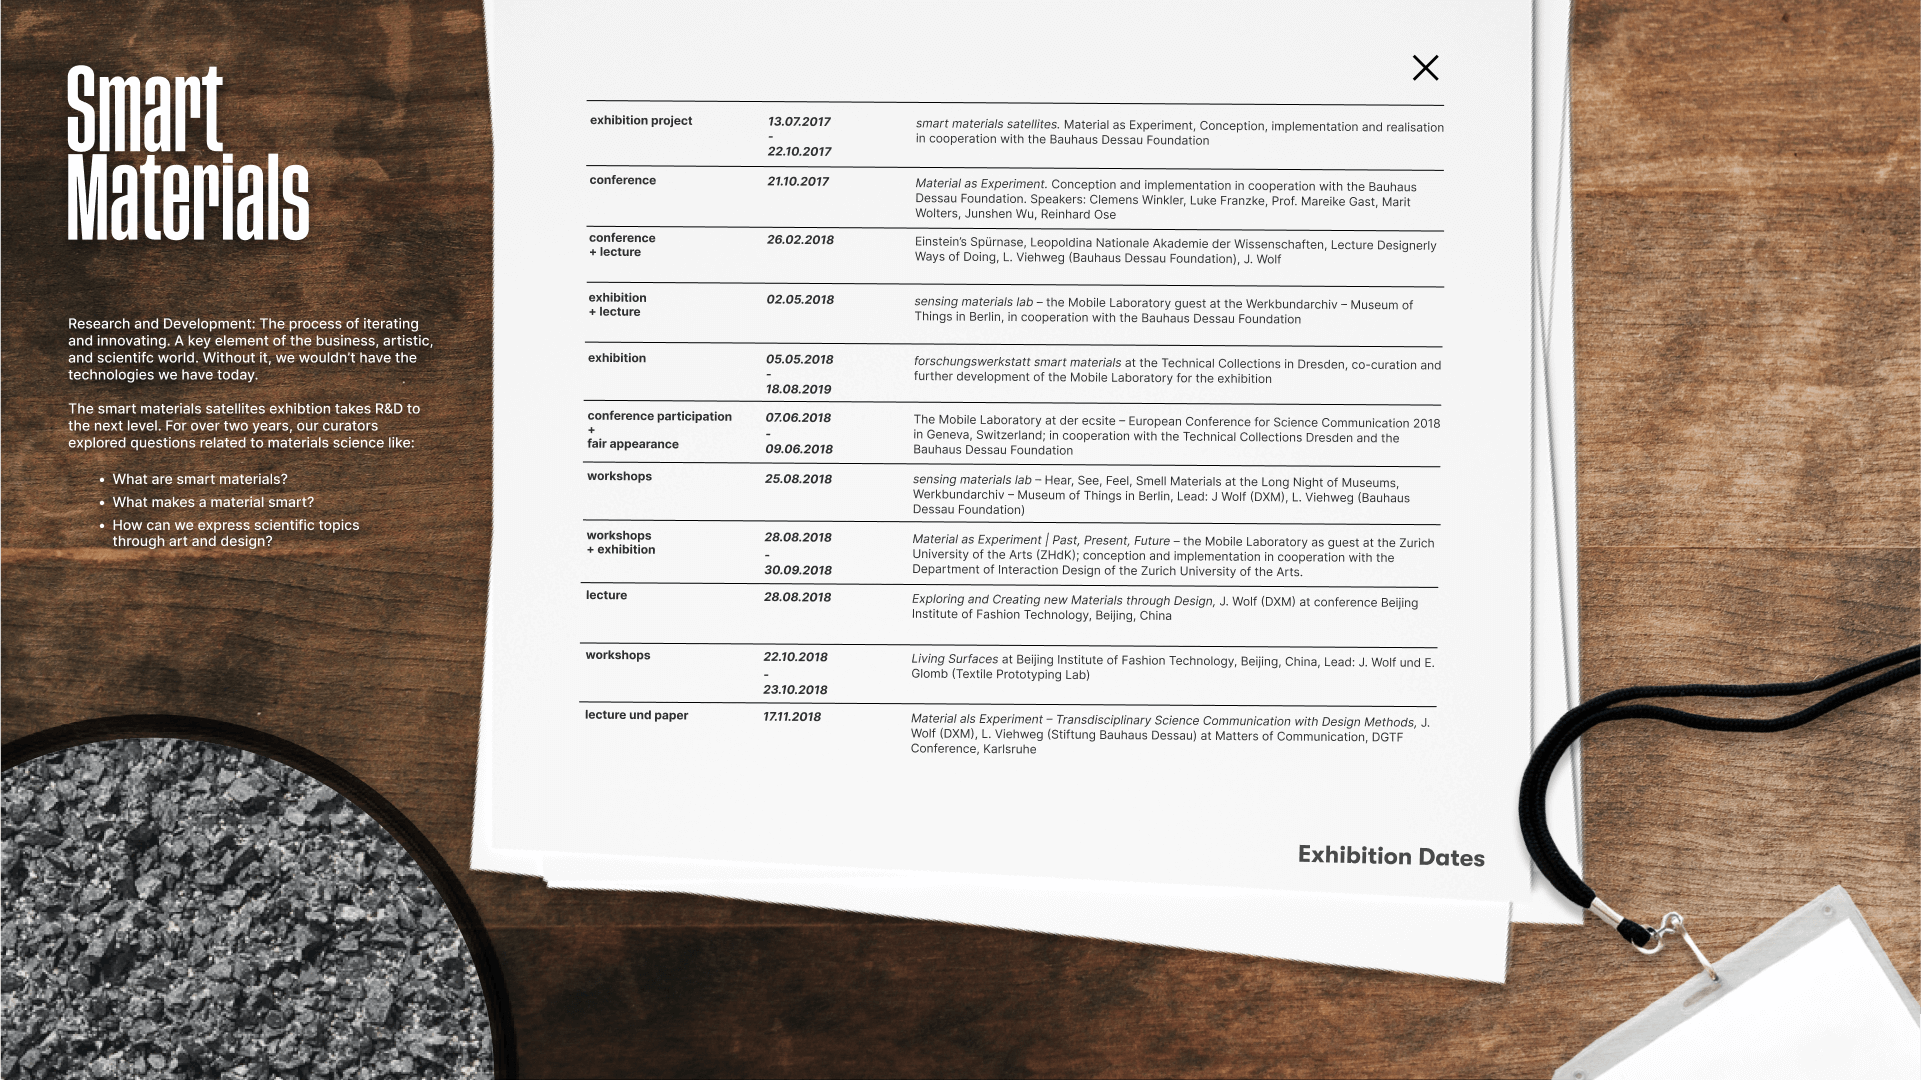 Smart
Materials
Research and Development: The process of iterating
and innovating. A key element of the business, artistic,
and scientifc world. Without it, we wouldn't have the
technologies we have today.
The smart materials satellites exhibtion takes R&D to
the next level. For over two years, our curators
explored questions related to materials science like:
• What are smart materials?
• What makes a material smart?
• How can we express scientific topics
through art and design?
exhibition project
13.07.2017
-
22.10.2017
smart materials satellites. Material as Experiment, Conception, implementation and realisation
in cooperation with the Bauhaus Dessau Foundation
conference
21.10.2017
Material as Experiment. Conception and implementation in cooperation with the Bauhaus
Dessau Foundation. Speakers: Clemens Winkler, Luke Franzke, Prof. Mareike Gast, Marit
Wolters, Junshen Wu, Reinhard Ose
conference
+ lecture
26.02.2018
Einstein's Spürnase, Leopoldina Nationale Akademie der Wissenschaften, Lecture Designerly
Ways of Doing, L. Viehweg (Bauhaus Dessau Foundation), J. Wolf
exhibition
+ lecture
02.05.2018
sensing materials lab – the Mobile Laboratory guest at the Werkbundarchiv – Museum of
Things in Berlin, in cooperation with the Bauhaus Dessau Foundation
exhibition
05.05.2018
-
18.08.2019
forschungswerkstatt smart materials at the Technical Collections in Dresden, co-curation and
further development of the Mobile Laboratory for the exhibition
conference participation
+
fair appearance
07.06.2018
-
09.06.2018
The Mobile Laboratory at der ecsite – European Conference for Science Communication 2018
in Geneva, Switzerland; in cooperation with the Technical Collections Dresden and the
Bauhaus Dessau Foundation
workshops
25.08.2018
sensing materials lab – Hear, See, Feel, Smell Materials at the Long Night of Museums,
Werkbundarchiv – Museum of Things in Berlin, Lead: J Wolf (DXM), L. Viehweg (Bauhaus
Dessau Foundation)
workshops
+ exhibition
28.08.2018
-
30.09.2018
Material as Experiment | Past, Present, Future – the Mobile Laboratory as guest at the Zurich
University of the Arts (ZHdK); conception and implementation in cooperation with the
Department of Interaction Design of the Zurich University of the Arts.
lecture
28.08.2018
Exploring and Creating new Materials through Design, J. Wolf (DXM) at conference Beijing
Institute of Fashion Technology, Beijing, China
workshops
22.10.2018
-
23.10.2018
Living Surfaces at Beijing Institute of Fashion Technology, Beijing, China, Lead: J. Wolf und E.
Glomb (Textile Prototyping Lab)
lecture und paper
17.11.2018
Material als Experiment – Transdisciplinary Science Communication with Design Methods, J.
Wolf (DXM), L. Viehweg (Stiftung Bauhaus Dessau) at Matters of Communication, DGTF
Conference, Karlsruhe
Exhibition Dates